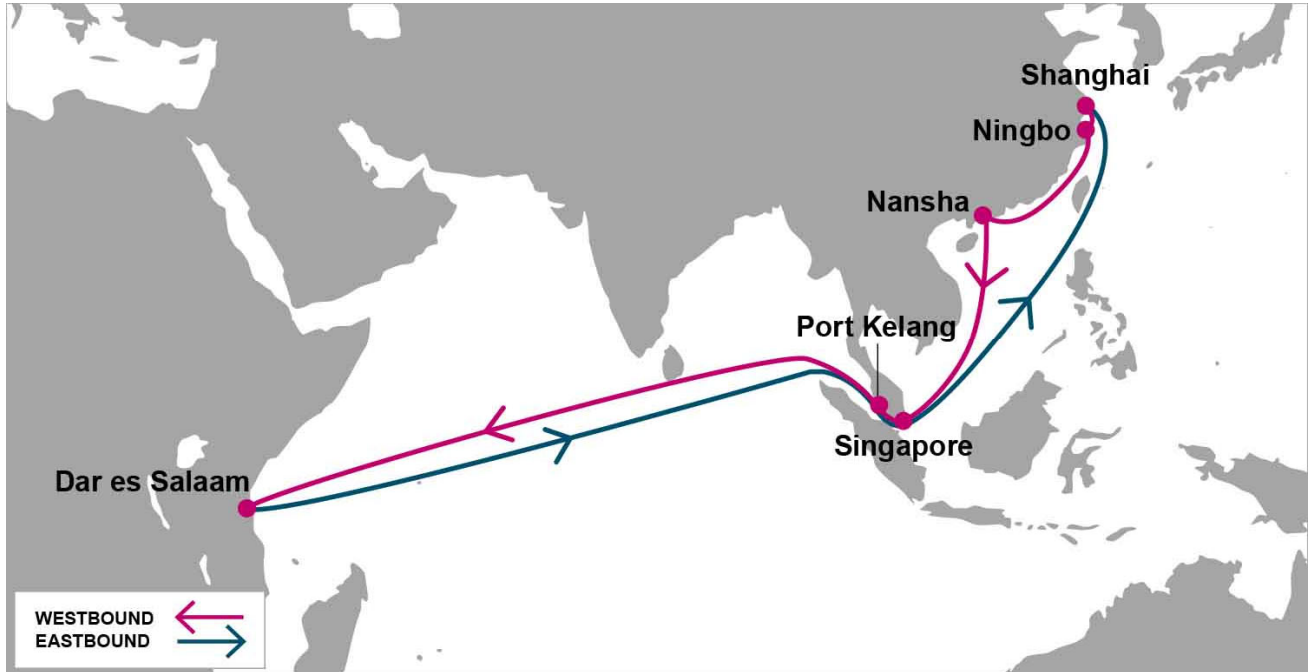 Shanghai
Ningbo
Nansha
Port Kelang
Singapore
Dar es Salaam
WESTBOUND
EASTBOUND